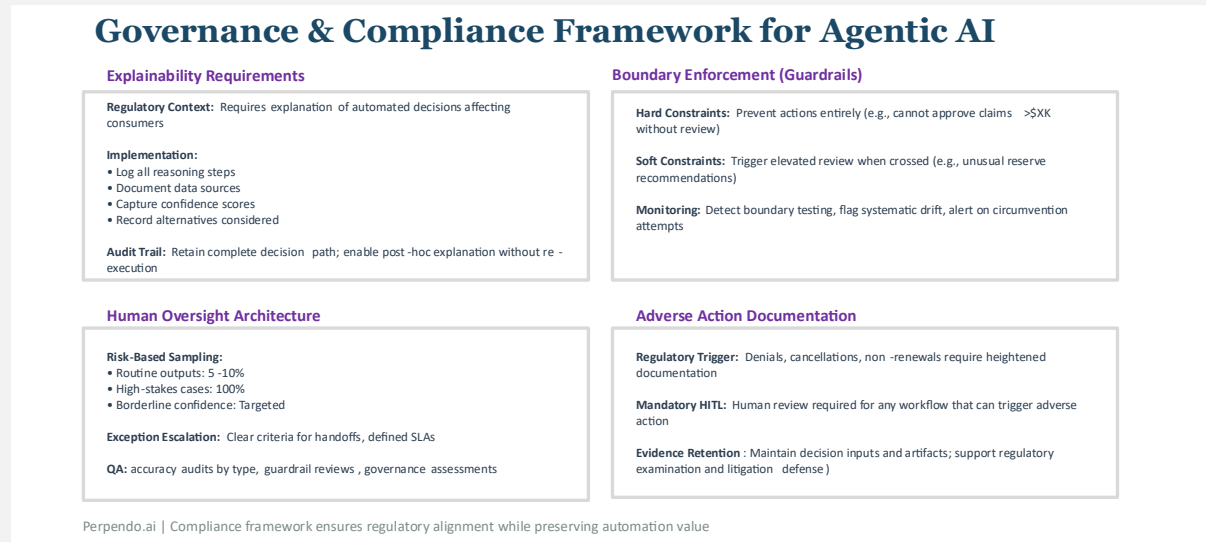 Governance & Compliance Framework for Agentic AI
Explainability Requirements
Regulatory Context: Requires explanation of automated decisions affecting
consumers
Implementation:
• Log all reasoning steps
• Document data sources
• Capture confidence scores
• Record alternatives considered
Audit Trail: Retain complete decision path; enable post -hoc explanation without re -
execution
Boundary Enforcement (Guardrails)
Hard Constraints: Prevent actions entirely (e.g., cannot approve claims >$XK
without review)
Soft Constraints: Trigger elevated review when crossed (e.g., unusual reserve
recommendations)
Monitoring: Detect boundary testing, flag systematic drift, alert on circumvention
attempts
Human Oversight Architecture
Risk-Based Sampling:
• Routine outputs: 5 -10%
• High-stakes cases: 100%
• Borderline confidence: Targeted
Exception Escalation: Clear criteria for handoffs, defined SLAs
QA: accuracy audits by type, guardrail reviews , governance assessments
Adverse Action Documentation
Regulatory Trigger: Denials, cancellations, non -renewals require heightened
documentation
Mandatory HITL: Human review required for any workflow that can trigger adverse
action
Evidence Retention : Maintain decision inputs and artifacts; support regulatory
examination and litigation defense )
Perpendo.ai | Compliance framework ensures regulatory alignment while preserving automation value